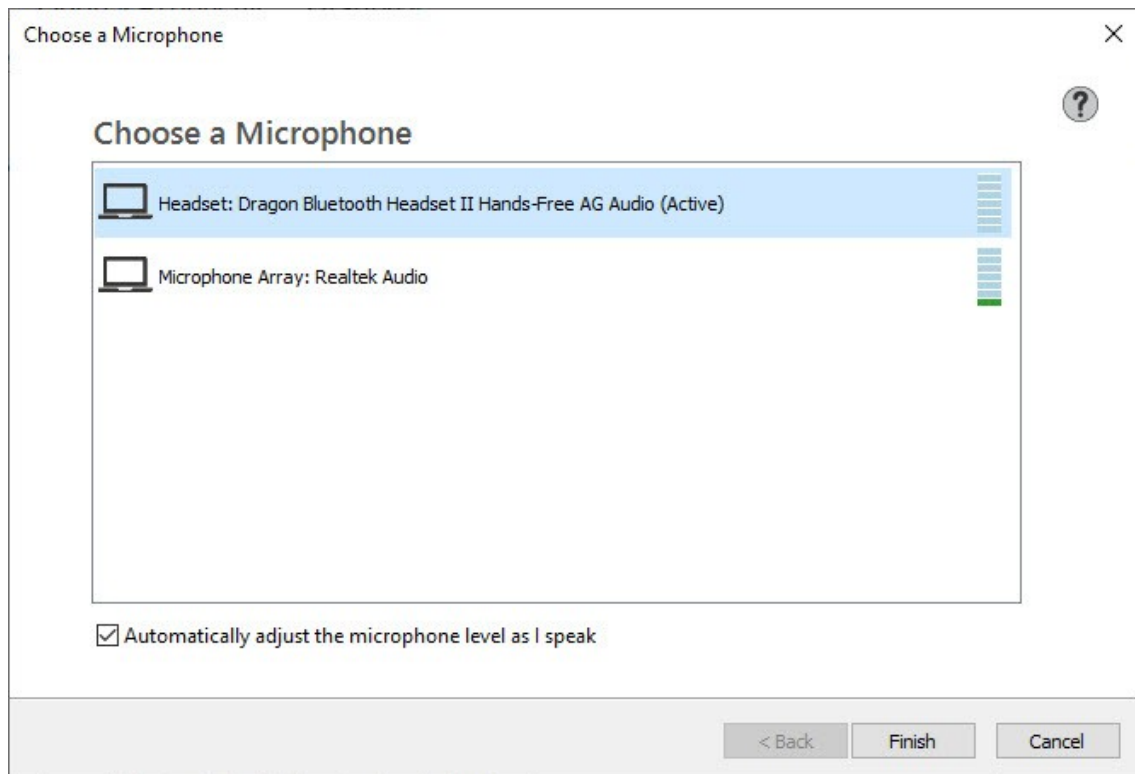 Choose a Microphone
?
Choose a Microphone
Headset: Dragon Bluetooth Headset II Hands-Free AG Audio (Active)
Microphone Array: Realtek Audio
Automatically adjust the microphone level as I speak
< Back Finish Cancel